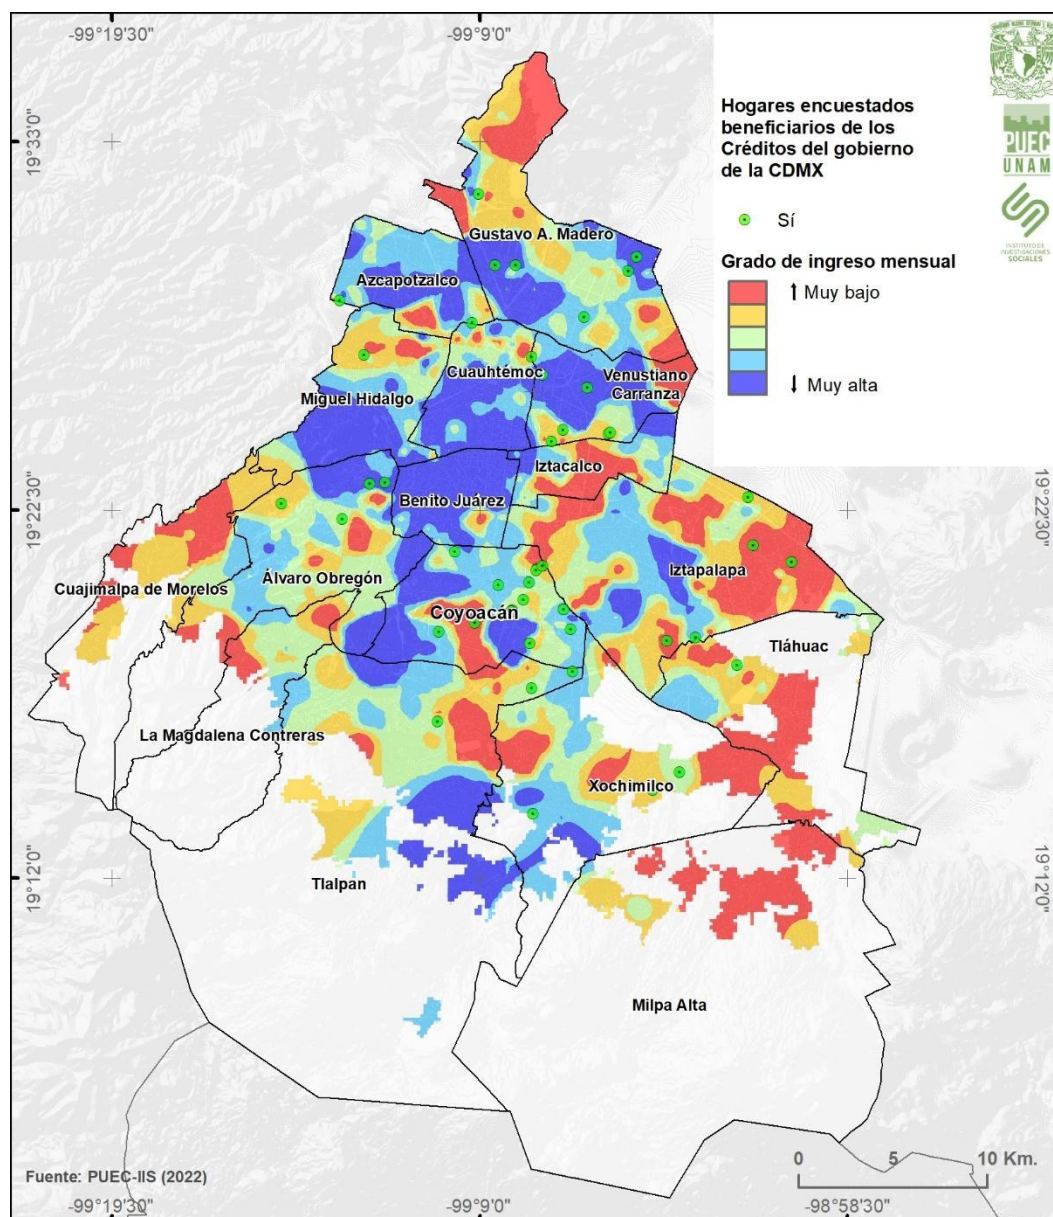 -99°19'30"
-99°9'0"
Hogares encuestados
beneficiarios de los
Créditos del gobierno
de la CDMX
Sí
Grado de ingreso mensual
Muy bajo
Muy alta
PUEC
UNAM
INSTITUTO DE
INVESTIGACIONES
SOCIALES
19°33'0"
Gustavo A. Madero
Azcapotzalco
Cuauhtémoc
Venustiano
Carranza
Miguel Hidalgo
Iztacalco
Benito Juárez
19°22'30"
19°22'30"
Iztapalapa
Álvaro Obregón
Cuajimalpa de Morelos
Coyoacán
Tláhuac
La Magdalena Contreras
Xochimilco
19°12'0"
19°12'0"
Tlalpan
Milpa Alta
Fuente: PUEC-IIS (2022)
0 5 10 Km.
-99°19'30"
-99°9'0"
-98°58'30"